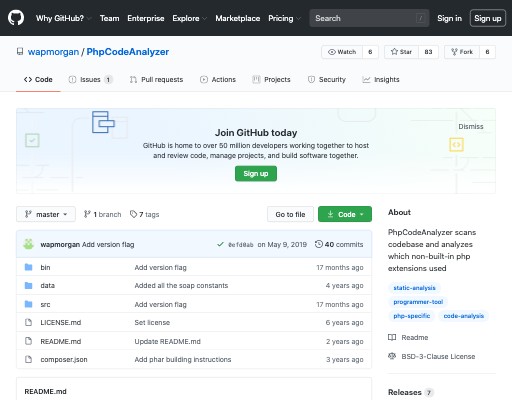 Why GitHub? Team Enterprise Explore Marketplace Pricing Search / Sign in Sign up
wapmorgan / PhpCodeAnalyzer Watch 6 Star 83 Fork 6
Code Issues 1 Pull requests Actions Projects Security Insights
Dismiss
Join GitHub today
GitHub is home to over 50 million developers working together to host
and review code, manage projects, and build software together.
Sign up
master 1 branch 7 tags Go to file Code
wapmorgan Add version flag on May 9, 2019 40 commits
bin Add version flag 17 months ago
data Added all the soap constants 4 years ago
src Add version flag 17 months ago
LICENSE.md Set license 6 years ago
README.md Update README.md 2 years ago
composer.json Add phar building instructions 3 years ago
README.md
About
PhpCodeAnalyzer scans
codebase and analyzes
which non-built-in php
extensions used
static-analysis
programmer-tool
php-specific code-analysis
Readme
BSD-3-Clause License
Releases 7